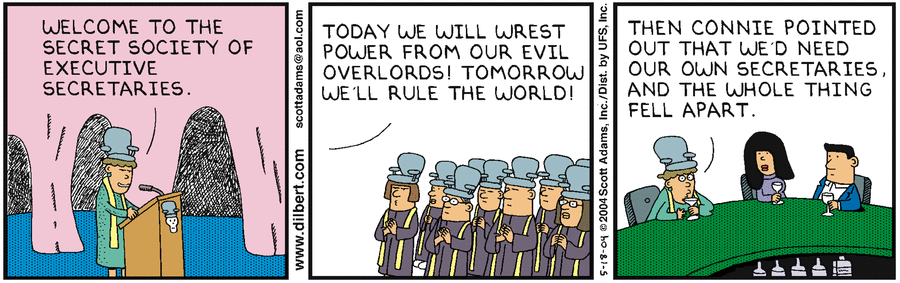 WELCOME TO THE
SECRET SOCIETY OF
EXECUTIVE
SECRETARIES.
www.dilbert.com scottadams@aol.com
TODAY WE WILL WREST
POWER FROM OUR EVIL
OVERLORDS! TOMORROW
WE'LL RULE THE WORLD!
5-18-04 ©2004 Scott Adams, Inc./Dist. by UFS, Inc.
THEN CONNIE POINTED
OUT THAT WE'D NEED
OUR OWN SECRETARIES,
AND THE WHOLE THING
FELL APART.